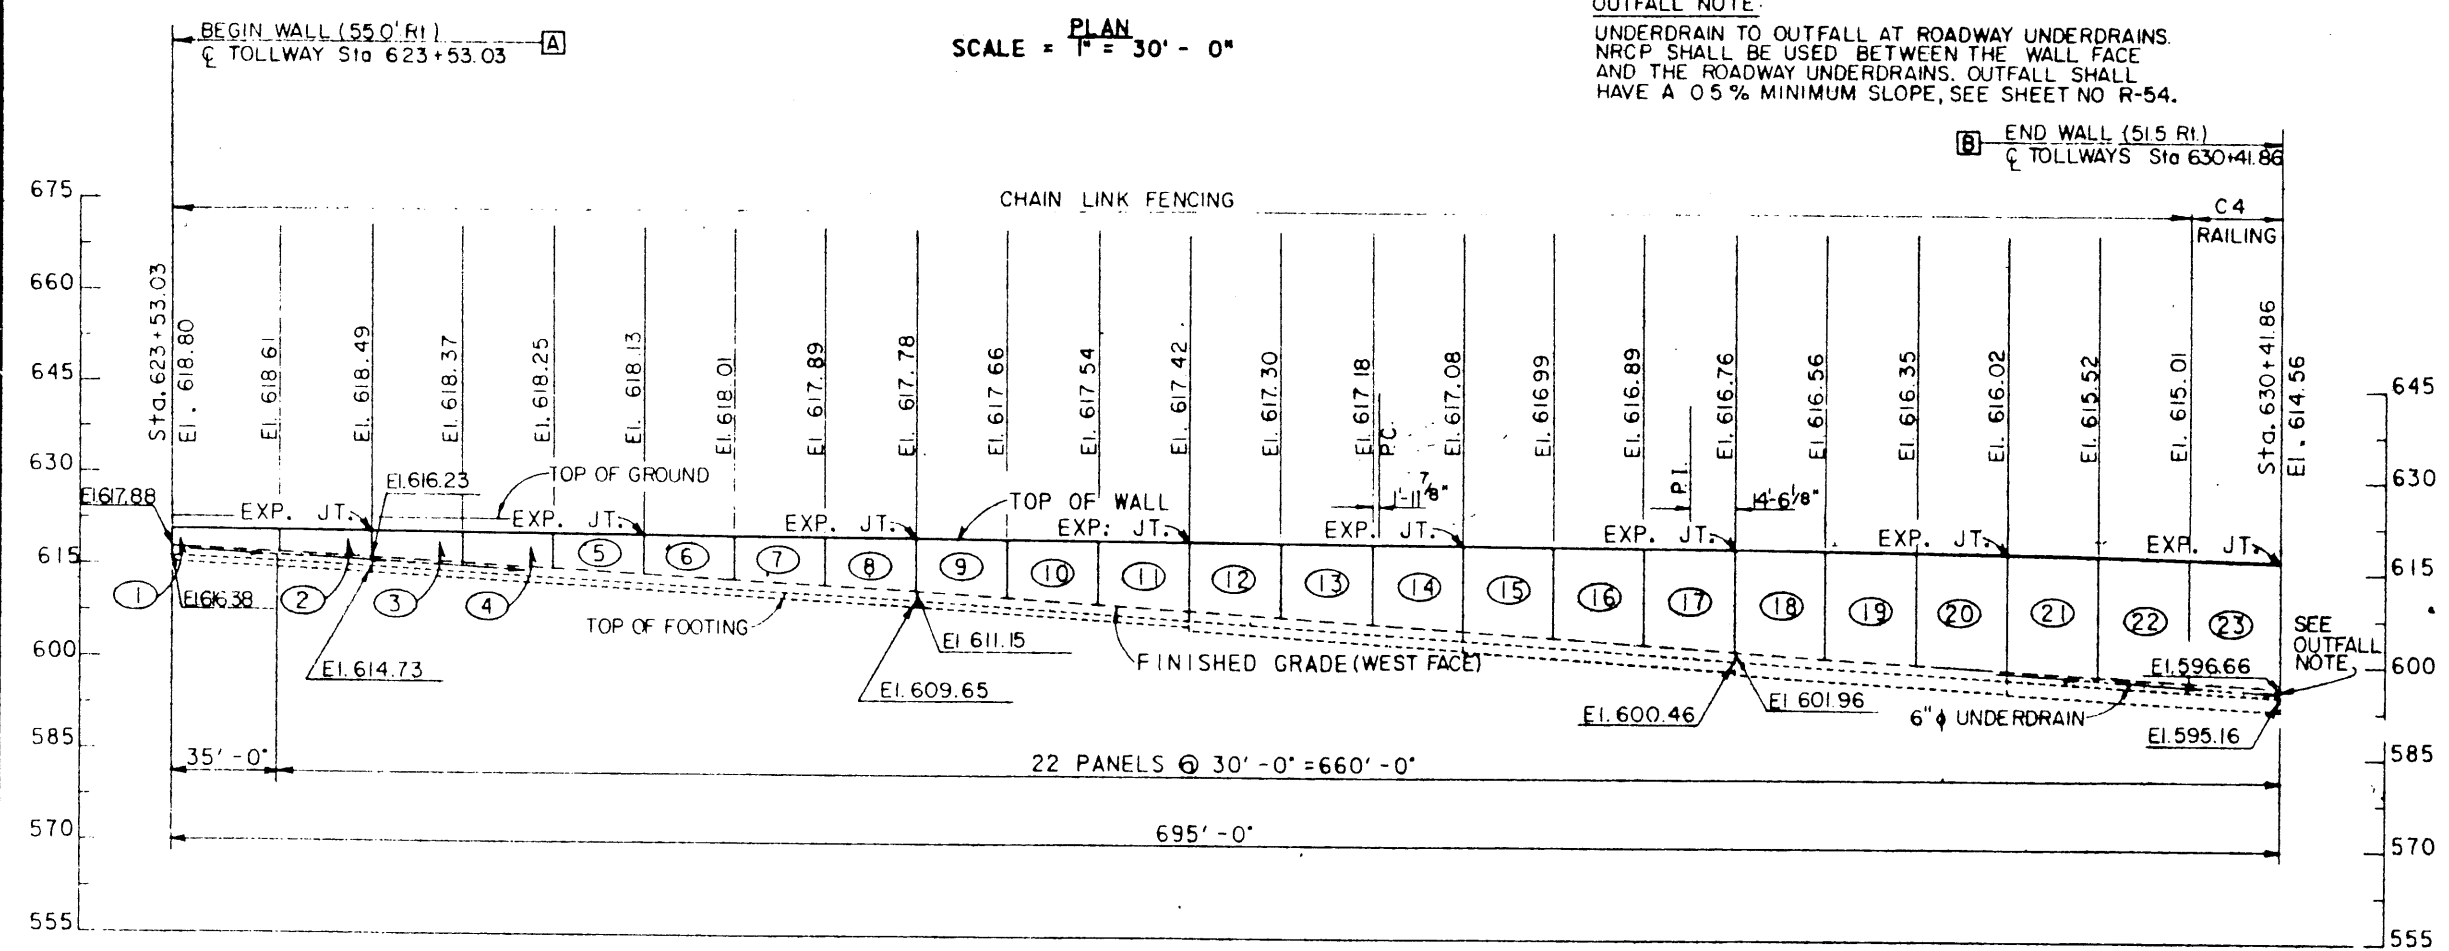 PLAN
SCALE = 1" = 30' - 0"
BEGIN WALL (55.0' Rt.)
℄ TOLLWAY Sta 623+53.03
A
OUTFALL NOTE:
UNDERDRAIN TO OUTFALL AT ROADWAY UNDERDRAINS.
NRCP SHALL BE USED BETWEEN THE WALL FACE
AND THE ROADWAY UNDERDRAINS. OUTFALL SHALL
HAVE A 0.5% MINIMUM SLOPE, SEE SHEET NO R-54.
B
END WALL (51.5 Rt.)
℄ TOLLWAYS Sta 630+41.86
CHAIN LINK FENCING
C4
RAILING
675
660
645
630
615
600
585
570
555
Sta. 623+53.03
El. 618.80
El 618.61
El. 618.49
El. 618.37
El. 618.25
El. 618.13
El. 618.01
El. 617.89
El. 617.78
El. 617.66
El. 617.54
El. 617.42
El. 617.30
El. 617.18
P.C.
1'-11 7/8"
El. 617.08
El. 616.99
El. 616.89
P.I.
El. 616.76
14'-6 1/8"
El. 616.56
El. 616.35
El. 616.02
El. 615.52
El. 615.01
Sta. 630+41.86
El. 614.56
El.617.88
El.616.23
TOP OF GROUND
TOP OF WALL
EXP. JT.
EXP. JT.
EXP. JT.
EXP. JT.
EXP. JT.
EXP. JT.
EXP. JT.
EXP. JT.
1
2
3
4
5
6
7
8
9
10
11
12
13
14
15
16
17
18
19
20
21
22
23
El.616.38
El.614.73
TOP OF FOOTING
El 611.15
El. 609.65
FINISHED GRADE (WEST FACE)
El. 600.46
El 601.96
6"ϕ UNDERDRAIN
El.596.66
El.595.16
SEE
OUTFALL
NOTE
645
630
615
600
585
570
555
35'-0"
22 PANELS @ 30'-0" = 660'-0"
695'-0"